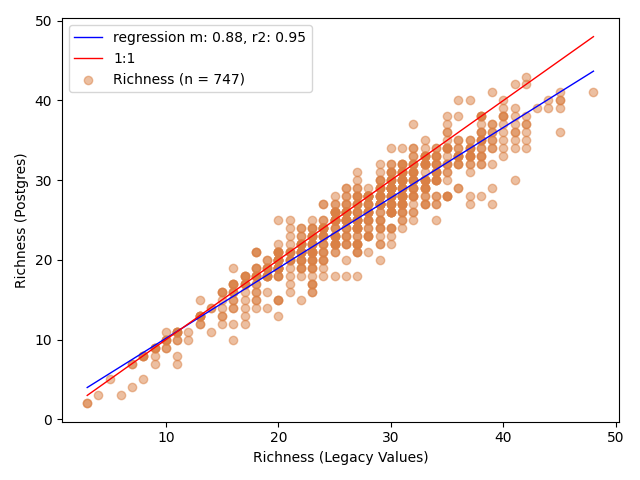 regression m: 0.88, r2: 0.95
1:1
Richness (n = 747)
50
40
30
20
10
0
Richness (Postgres)
10 20 30 40 50
Richness (Legacy Values)